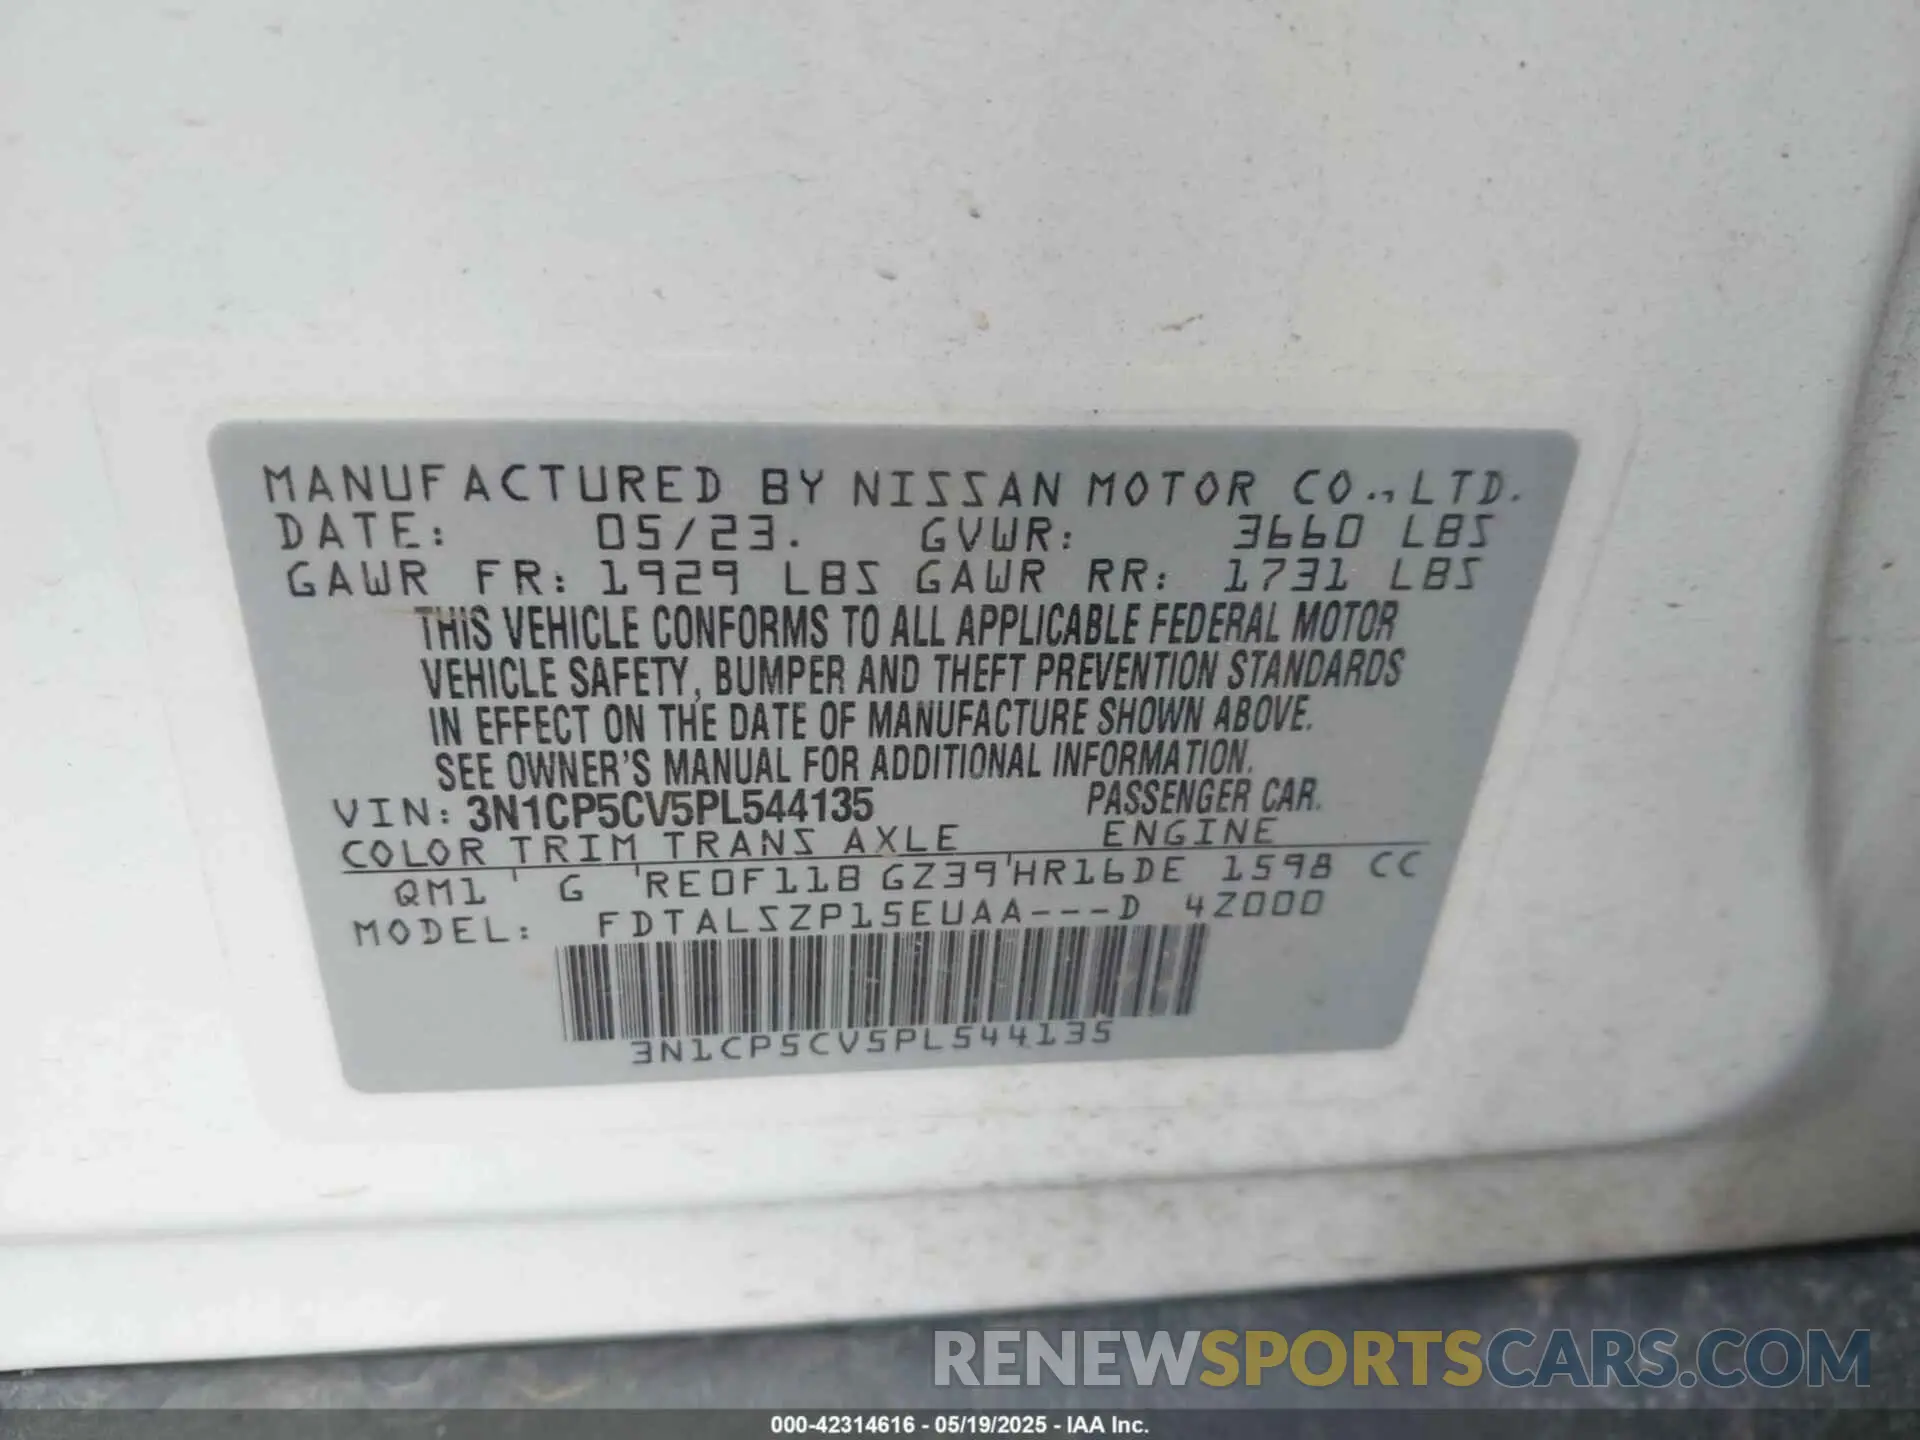 MANUFACTURED BY NISSAN MOTOR CO., LTD.
DATE: 05/23. GVWR: 3660 LBS
GAWR FR: 1929 LBS GAWR RR: 1731 LBS
THIS VEHICLE CONFORMS TO ALL APPLICABLE FEDERAL MOTOR
VEHICLE SAFETY, BUMPER AND THEFT PREVENTION STANDARDS
IN EFFECT ON THE DATE OF MANUFACTURE SHOWN ABOVE.
SEE OWNER'S MANUAL FOR ADDITIONAL INFORMATION.
VIN: 3N1CP5CV5PL544135 PASSENGER CAR.
COLOR TRIM TRANS AXLE ENGINE
QM1 ' G 'RE0F11B GZ39'HR16DE 1598 CC
MODEL: FDTALSZP15EUAA---D 4Z000
3N1CP5CV5PL544135
RENEWSPORTSCARS.COM
000-42314616 - 05/19/2025 - IAA Inc.